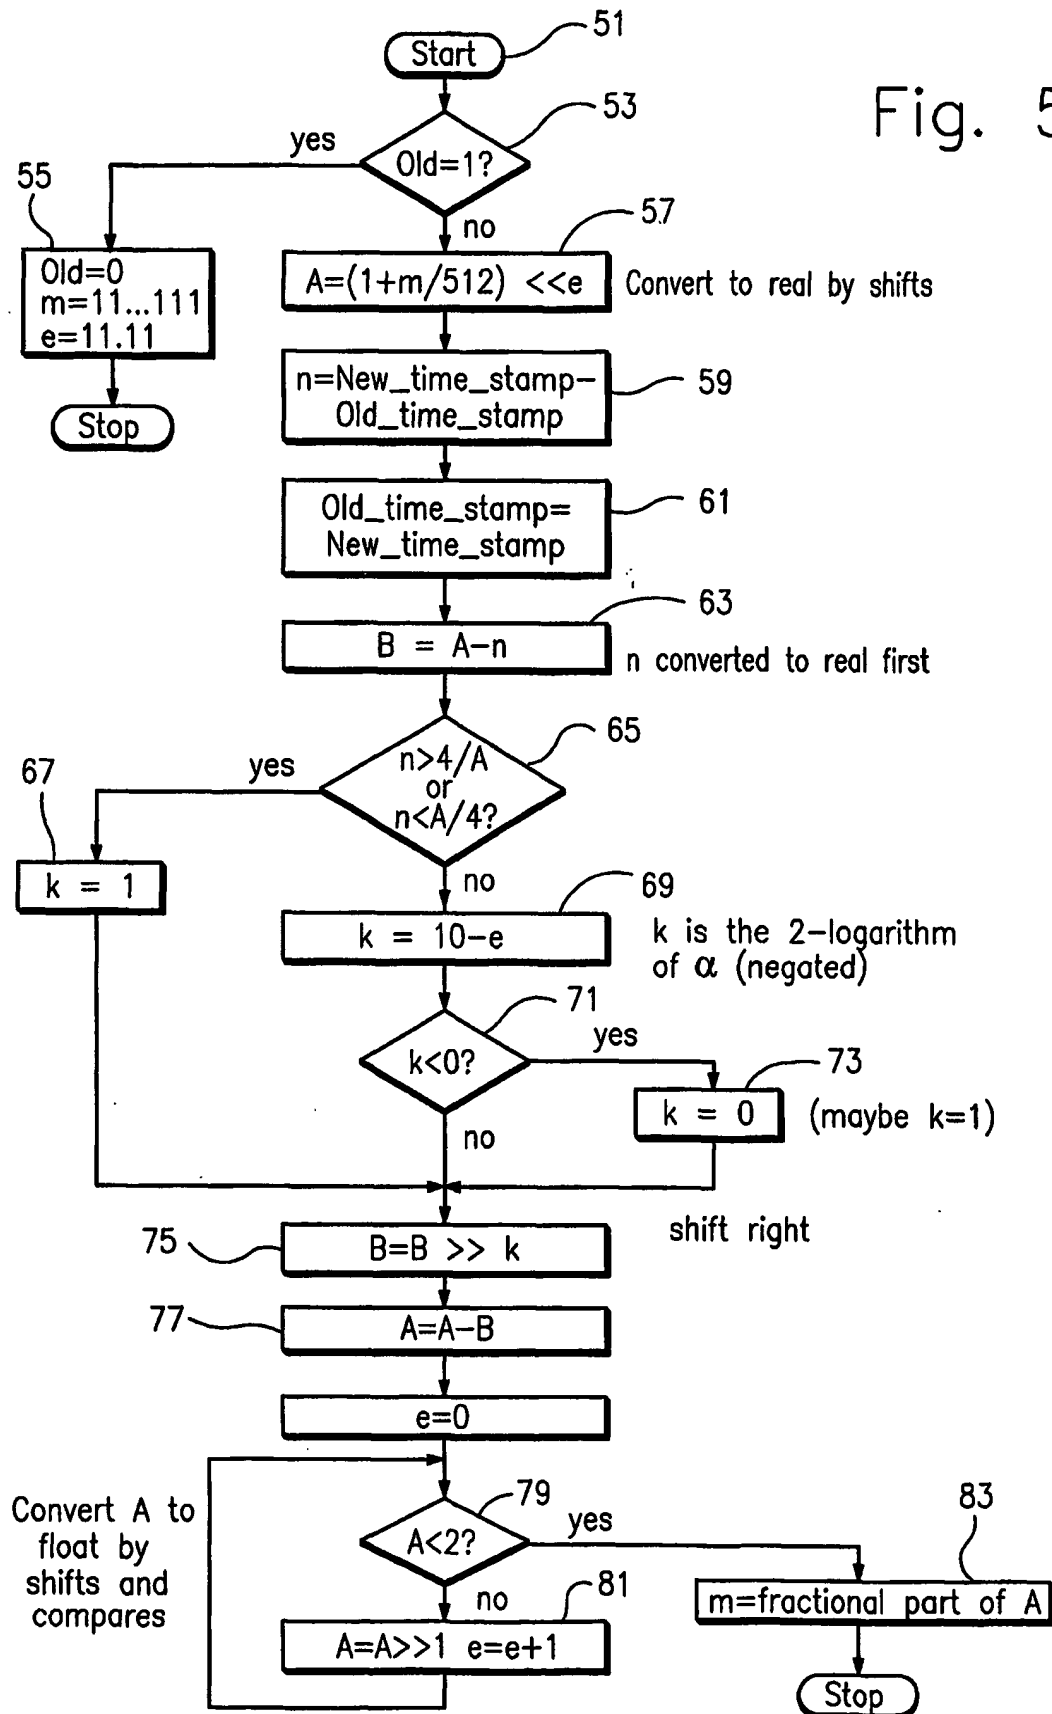 Start
51
Fig. 5
53
Old=1?
yes
no
55
Old=0
m=11...111
e=11.11
Stop
57
A=(1+m/512) <<e
Convert to real by shifts
59
n=New_time_stamp-
Old_time_stamp
61
Old_time_stamp=
New_time_stamp
63
B = A-n
n converted to real first
65
n>4/A
or
n<A/4?
yes
no
67
k = 1
69
k = 10-e
k is the 2-logarithm
of α (negated)
71
k<0?
yes
no
73
k = 0
(maybe k=1)
shift right
75
B=B >> k
77
A=A-B
e=0
79
A<2?
yes
no
Convert A to
float by
shifts and
compares
81
A=A>>1 e=e+1
83
m=fractional part of A
Stop